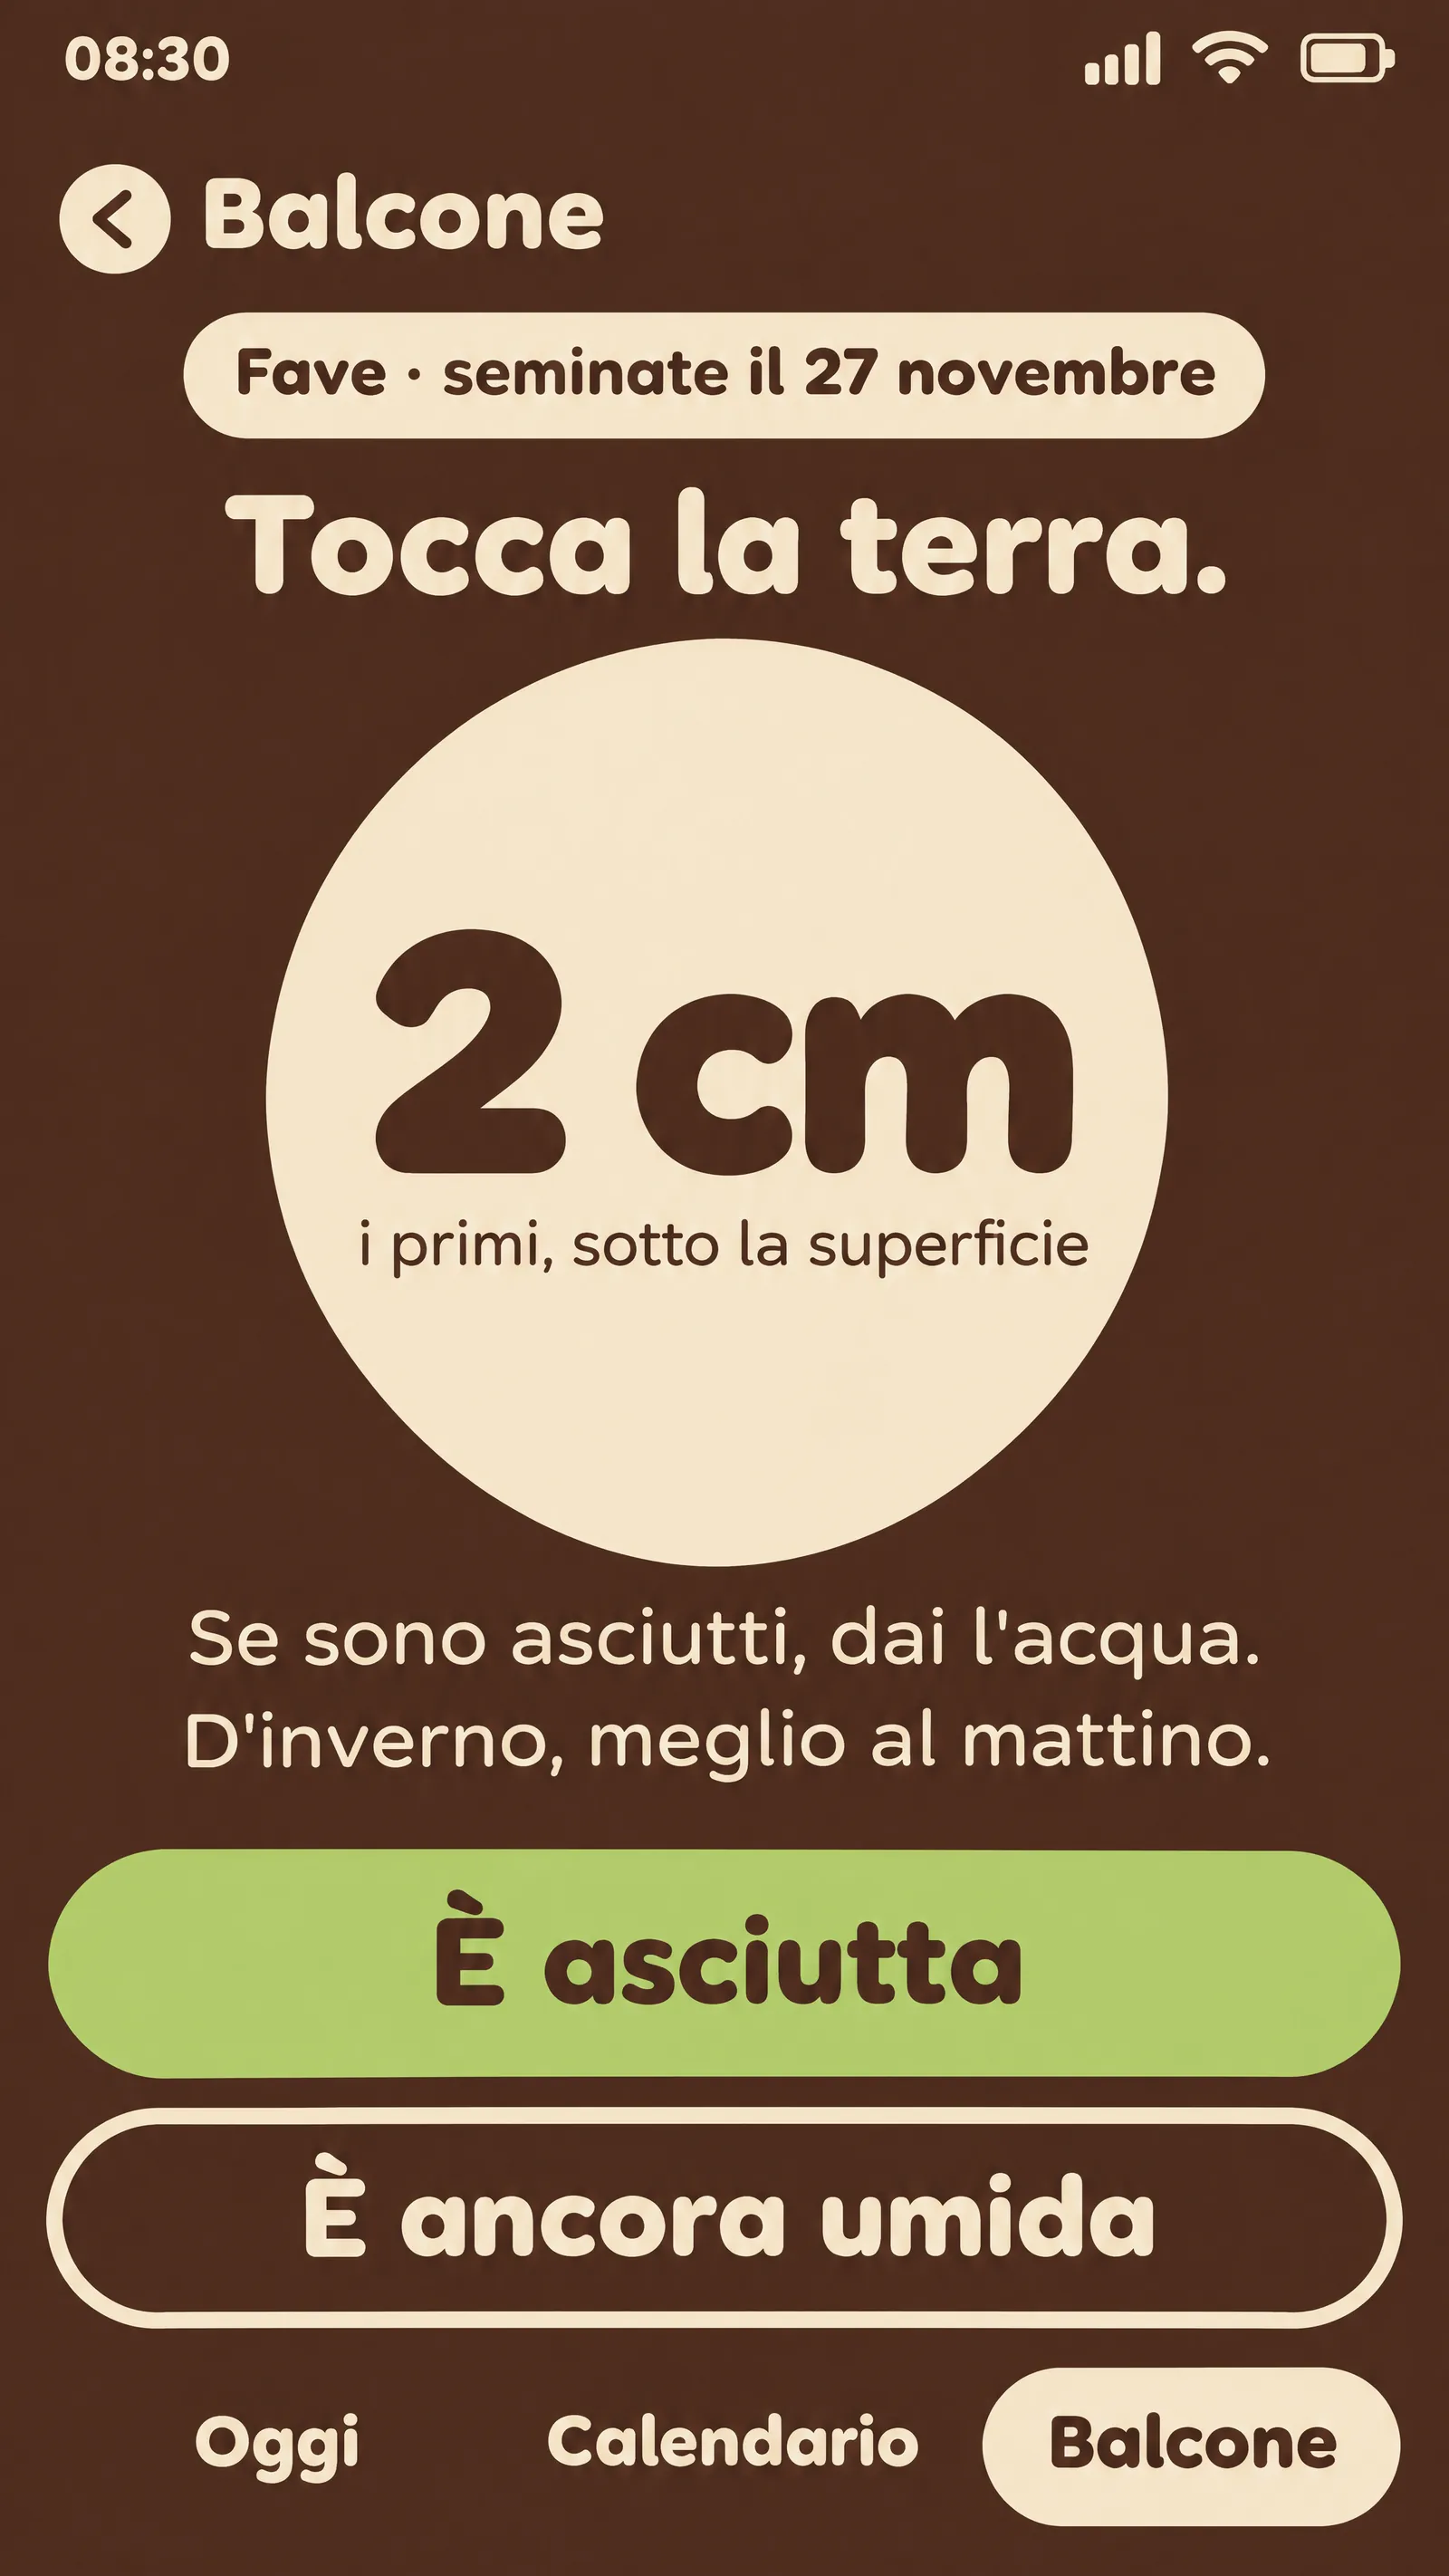 08:30
Balcone
Fave · seminate il 27 novembre
Tocca la terra.
2 cm
i primi, sotto la superficie
Se sono asciutti, dai l'acqua.
D'inverno, meglio al mattino.
È asciutta
È ancora umida
Oggi Calendario Balcone